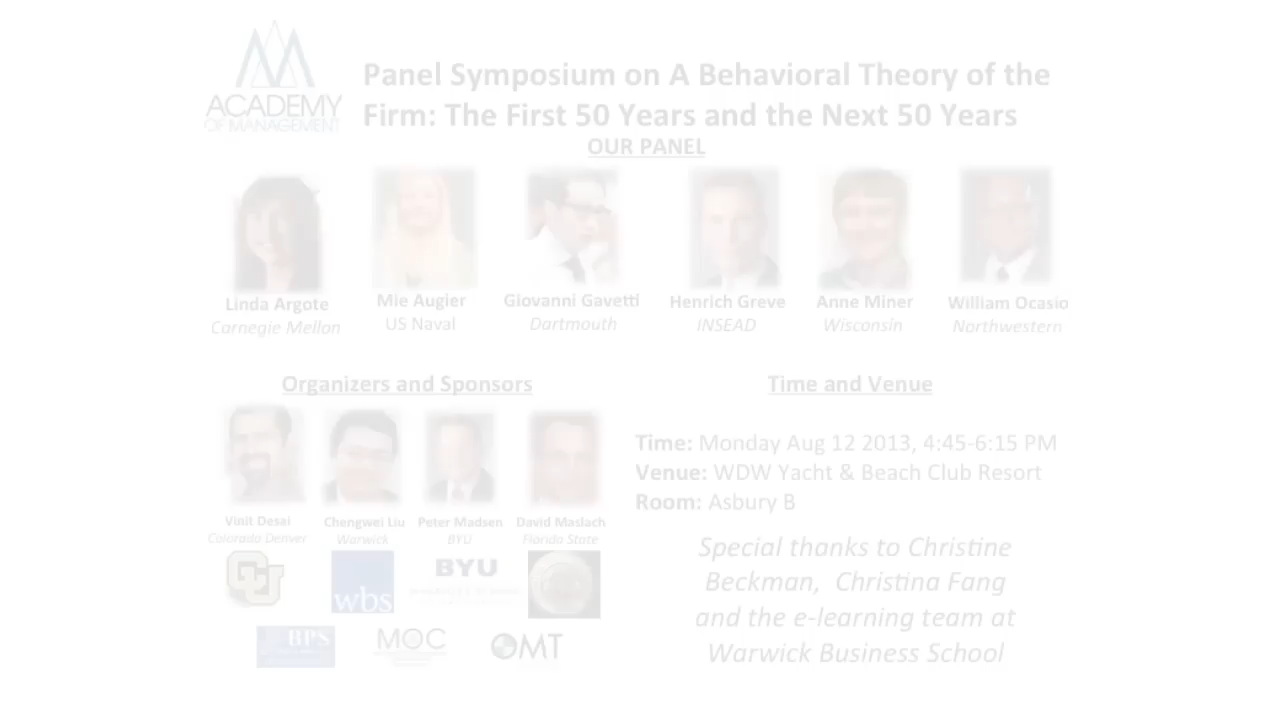 ACADEMY
OF MANAGEMENT
Panel Symposium on A Behavioral Theory of the
Firm: The First 50 Years and the Next 50 Years
OUR PANEL
Linda Argote
Carnegie Mellon
Mie Augier
US Naval
Giovanni Gavetti
Dartmouth
Henrich Greve
INSEAD
Anne Miner
Wisconsin
William Ocasio
Northwestern
Organizers and Sponsors
Vinit Desai
Colorado Denver
Chengwei Liu
Warwick
Peter Madsen
BYU
David Maslach
Florida State
CU
wbs
BYU
BPS
MOC
OMT
Time and Venue
Time: Monday Aug 12 2013, 4:45-6:15 PM
Venue: WDW Yacht & Beach Club Resort
Room: Asbury B
Special thanks to Christine
Beckman, Christina Fang
and the e-learning team at
Warwick Business School